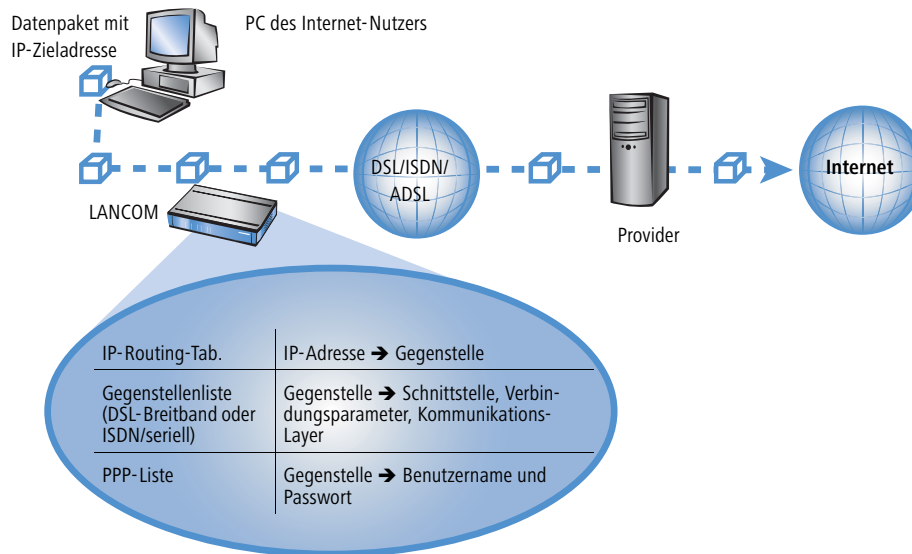 Datenpaket mit
IP-Zieladresse
PC des Internet-Nutzers
DSL/ISDN/
ADSL
Internet
LANCOM
Provider
IP-Routing-Tab.
IP-Adresse ➔ Gegenstelle
Gegenstellenliste
(DSL-Breitband oder
ISDN/seriell)
Gegenstelle ➔ Schnittstelle, Verbin-
dungsparameter, Kommunikations-
Layer
PPP-Liste
Gegenstelle ➔ Benutzername und
Passwort